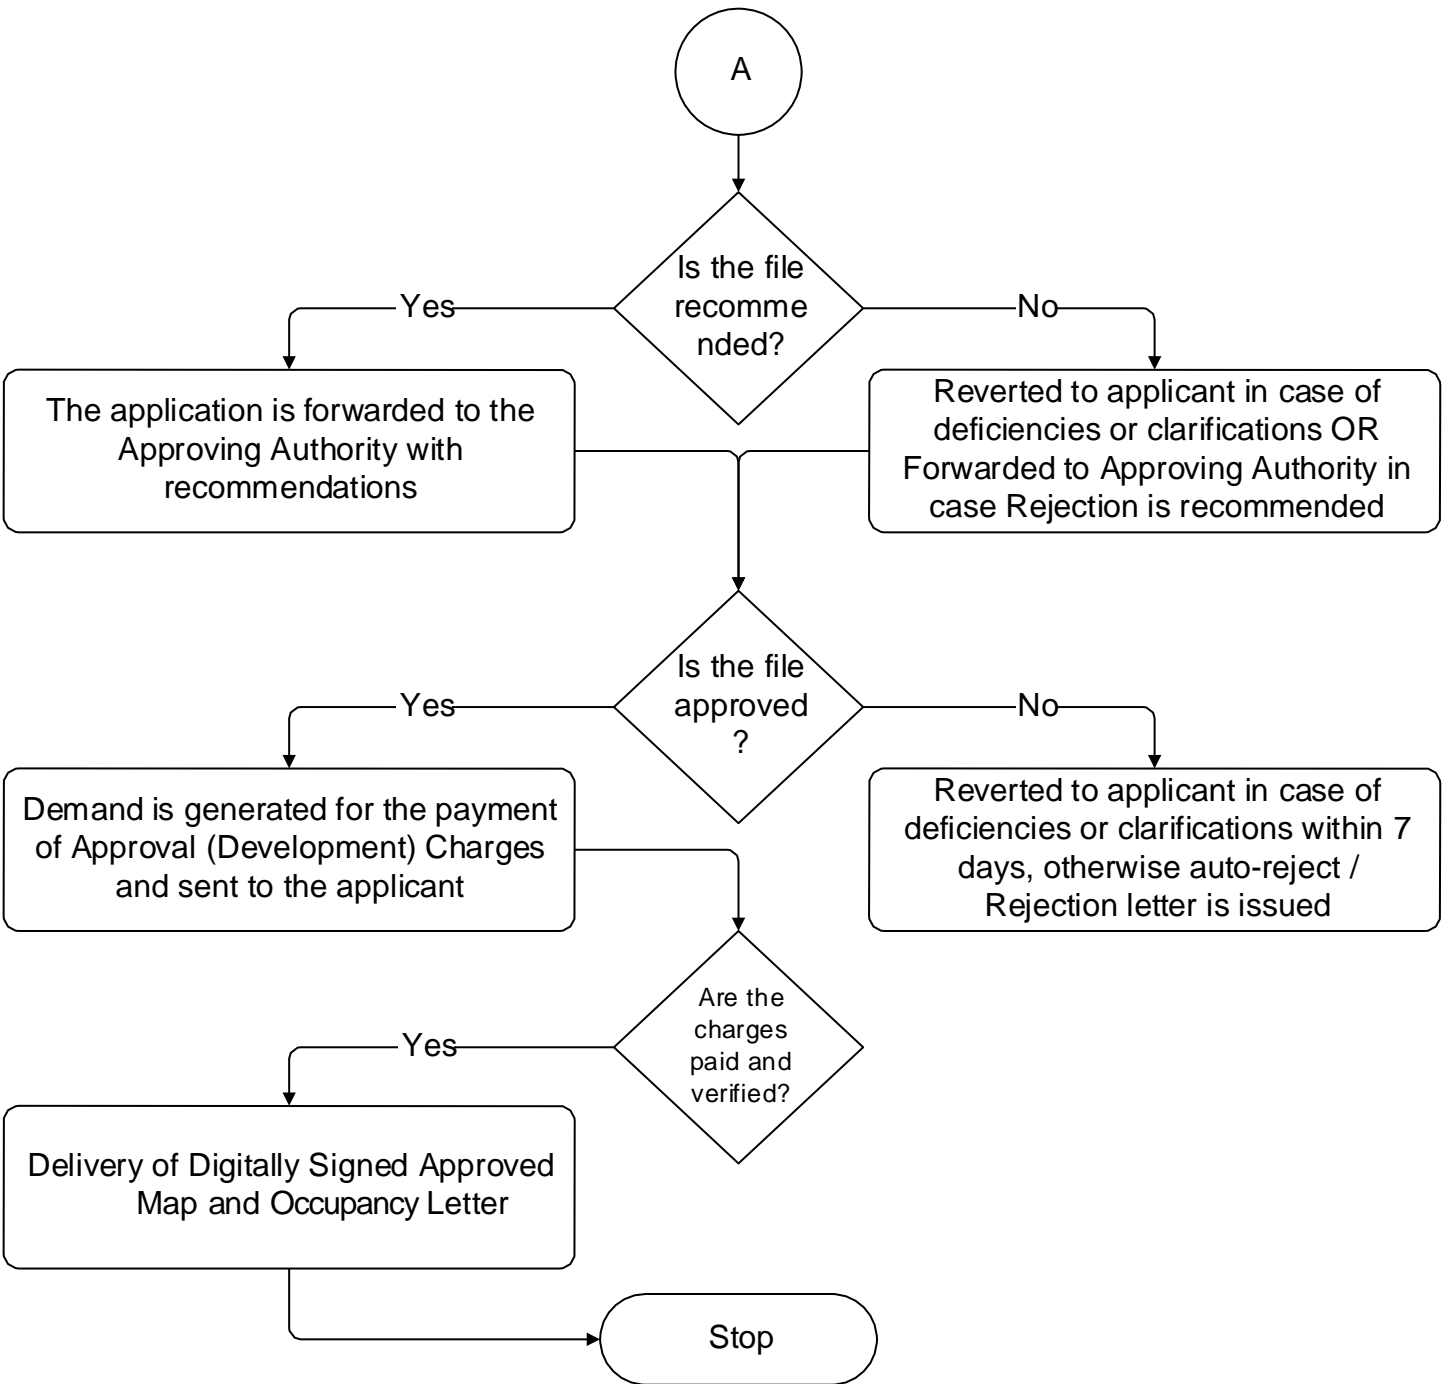 A
Is the file
recomme
nded?
Yes
No
The application is forwarded to the
Approving Authority with
recommendations
Reverted to applicant in case of
deficiencies or clarifications OR
Forwarded to Approving Authority in
case Rejection is recommended
Is the file
approved
?
Yes
No
Demand is generated for the payment
of Approval (Development) Charges
and sent to the applicant
Reverted to applicant in case of
deficiencies or clarifications within 7
days, otherwise auto-reject /
Rejection letter is issued
Are the
charges
paid and
verified?
Yes
Delivery of Digitally Signed Approved
Map and Occupancy Letter
Stop